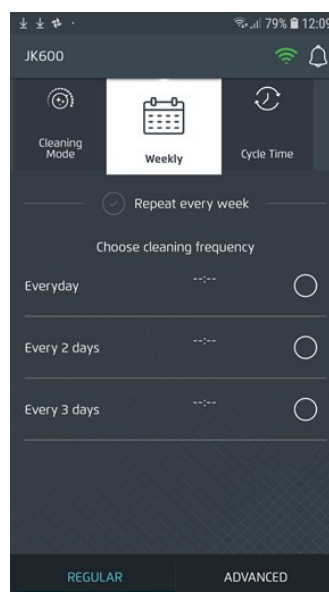 79% 12:09
JK600
Cleaning
Mode
Weekly
Cycle Time
Repeat every week
Choose cleaning frequency
Everyday --:--
Every 2 days --:--
Every 3 days --:--
REGULAR ADVANCED